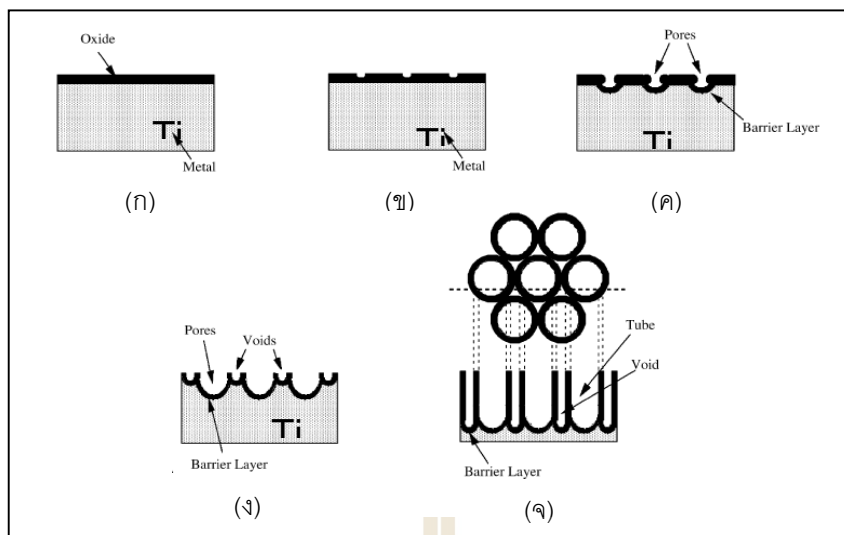 Oxide
Ti
Metal
(ก)
Ti
Metal
(ข)
Pores
Barrier Layer
Ti
(ค)
Pores
Voids
Ti
Barrier Layer
(ง)
Tube
Void
Barrier Layer
(จ)